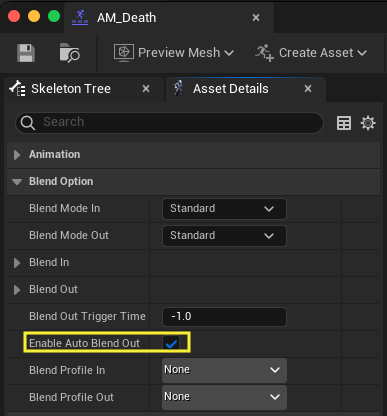 AM_Death
Preview Mesh
Create Asset
Skeleton Tree
Asset Details
Search
Animation
Blend Option
Blend Mode In Standard
Blend Mode Out Standard
Blend In
Blend Out
Blend Out Trigger Time -1.0
Enable Auto Blend Out
Blend Profile In None
Blend Profile Out None